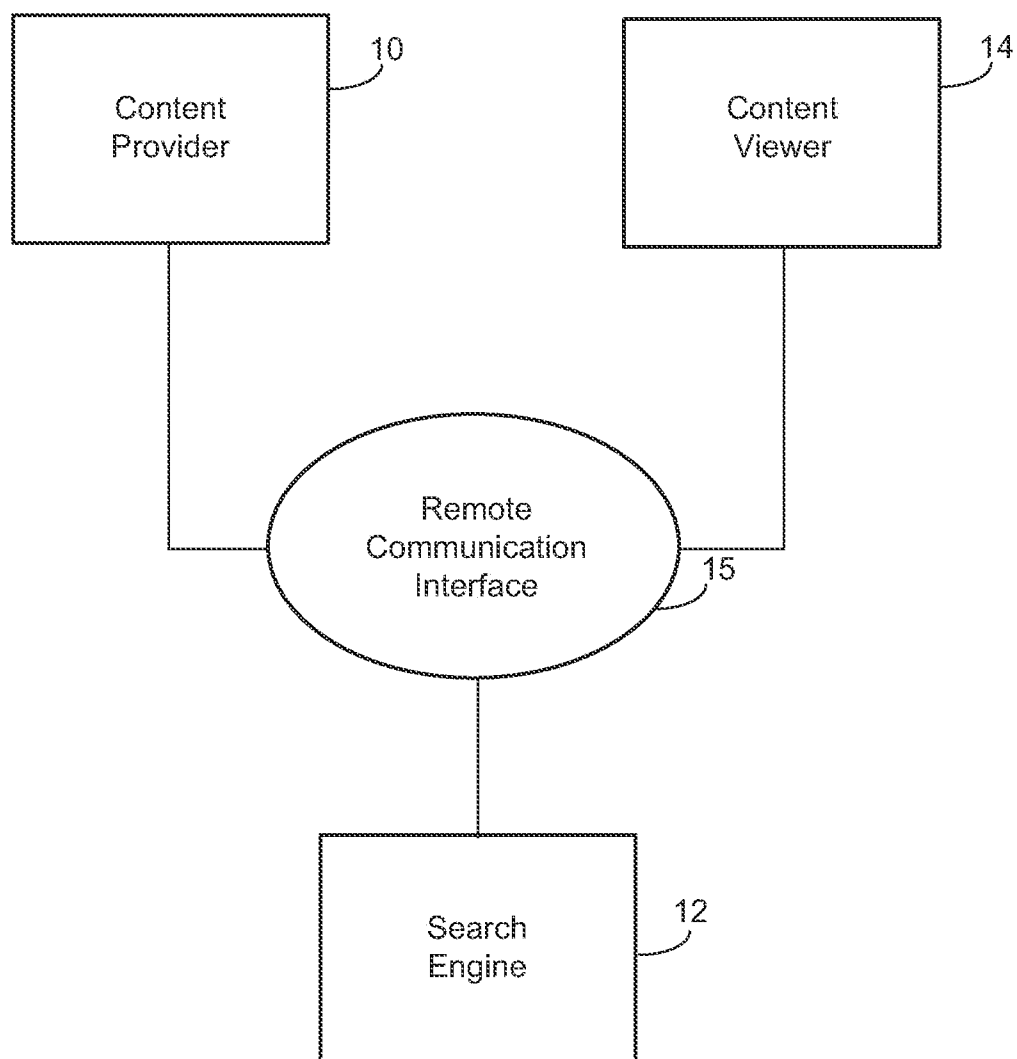 10
Content
Provider
14
Content
Viewer
Remote
Communication
Interface
15
Search
Engine
12